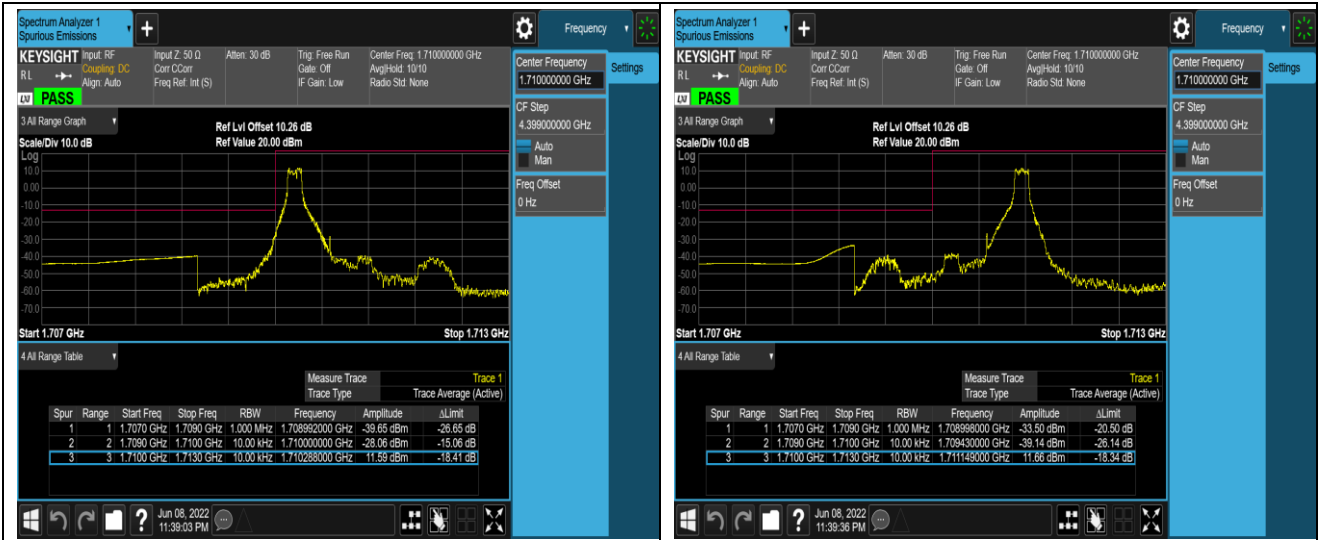 Spectrum Analyzer 1
Spurious Emissions
+
Frequency
KEYSIGHT Input: RF Input Z: 50 Ω Atten: 30 dB Trig: Free Run Center Freq: 1.710000000 GHz
RL Coupling: DC Corr CCorr Gate: Off Avg|Hold: 10/10
Align: Auto Freq Ref: Int (S) IF Gain: Low Radio Std: None
LXI PASS
Center Frequency
1.710000000 GHz
Settings
CF Step
4.399000000 GHz
Auto
Man
Freq Offset
0 Hz
3 All Range Graph
Ref Lvl Offset 10.26 dB
Scale/Div 10.0 dB Ref Value 20.00 dBm
Log
10.0
0.00
-10.0
-20.0
-30.0
-40.0
-50.0
-60.0
-70.0
Start 1.707 GHz Stop 1.713 GHz
4 All Range Table
Measure Trace Trace 1
Trace Type Trace Average (Active)
Spur Range Start Freq Stop Freq RBW Frequency Amplitude ΔLimit
1 1 1.7070 GHz 1.7090 GHz 1.000 MHz 1.708992000 GHz -39.65 dBm -26.65 dB
2 2 1.7090 GHz 1.7100 GHz 10.00 kHz 1.710000000 GHz -28.06 dBm -15.06 dB
3 3 1.7100 GHz 1.7130 GHz 10.00 kHz 1.710288000 GHz 11.59 dBm -18.41 dB
? Jun 08, 2022
11:39:03 PM
Spectrum Analyzer 1
Spurious Emissions
+
Frequency
KEYSIGHT Input: RF Input Z: 50 Ω Atten: 30 dB Trig: Free Run Center Freq: 1.710000000 GHz
RL Coupling: DC Corr CCorr Gate: Off Avg|Hold: 10/10
Align: Auto Freq Ref: Int (S) IF Gain: Low Radio Std: None
LXI PASS
Center Frequency
1.710000000 GHz
Settings
CF Step
4.399000000 GHz
Auto
Man
Freq Offset
0 Hz
3 All Range Graph
Ref Lvl Offset 10.26 dB
Scale/Div 10.0 dB Ref Value 20.00 dBm
Log
10.0
0.00
-10.0
-20.0
-30.0
-40.0
-50.0
-60.0
-70.0
Start 1.707 GHz Stop 1.713 GHz
4 All Range Table
Measure Trace Trace 1
Trace Type Trace Average (Active)
Spur Range Start Freq Stop Freq RBW Frequency Amplitude ΔLimit
1 1 1.7070 GHz 1.7090 GHz 1.000 MHz 1.708998000 GHz -33.50 dBm -20.50 dB
2 2 1.7090 GHz 1.7100 GHz 10.00 kHz 1.709430000 GHz -39.14 dBm -26.14 dB
3 3 1.7100 GHz 1.7130 GHz 10.00 kHz 1.711149000 GHz 11.66 dBm -18.34 dB
? Jun 08, 2022
11:39:36 PM